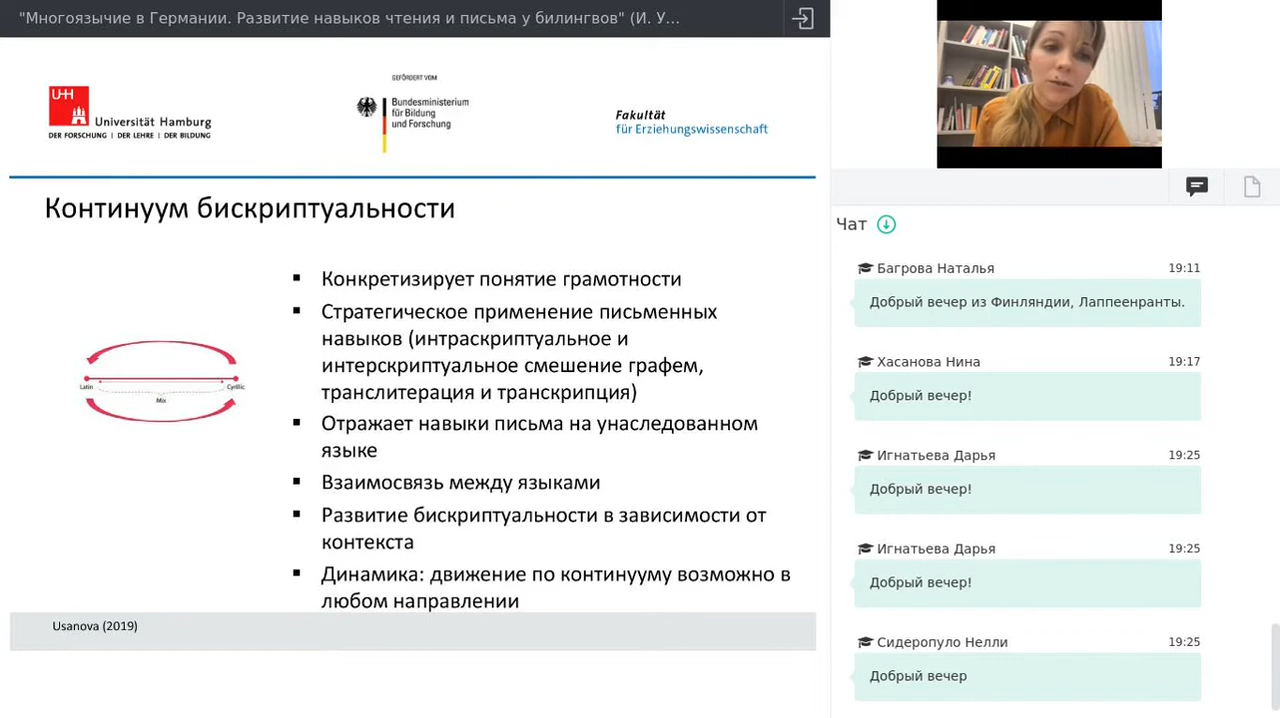 "Многоязычие в Германии. Развитие навыков чтения и письма у билингвов" (И. У...
UHH
Universität Hamburg
DER FORSCHUNG | DER LEHRE | DER BILDUNG
GEFÖRDERT VOM
Bundesministerium
für Bildung
und Forschung
Fakultät
für Erziehungswissenschaft
Континуум бискриптуальности
Latin
Cyrillic
Mix
▪ Конкретизирует понятие грамотности
▪ Стратегическое применение письменных
навыков (интраскриптуальное и
интерскриптуальное смешение графем,
транслитерация и транскрипция)
▪ Отражает навыки письма на унаследованном
языке
▪ Взаимосвязь между языками
▪ Развитие бискриптуальности в зависимости от
контекста
▪ Динамика: движение по континууму возможно в
любом направлении
Usanova (2019)
Чат
Багрова Наталья 19:11
Добрый вечер из Финляндии, Лаппеенранты.
Хасанова Нина 19:17
Добрый вечер!
Игнатьева Дарья 19:25
Добрый вечер!
Игнатьева Дарья 19:25
Добрый вечер!
Сидеропуло Нелли 19:25
Добрый вечер